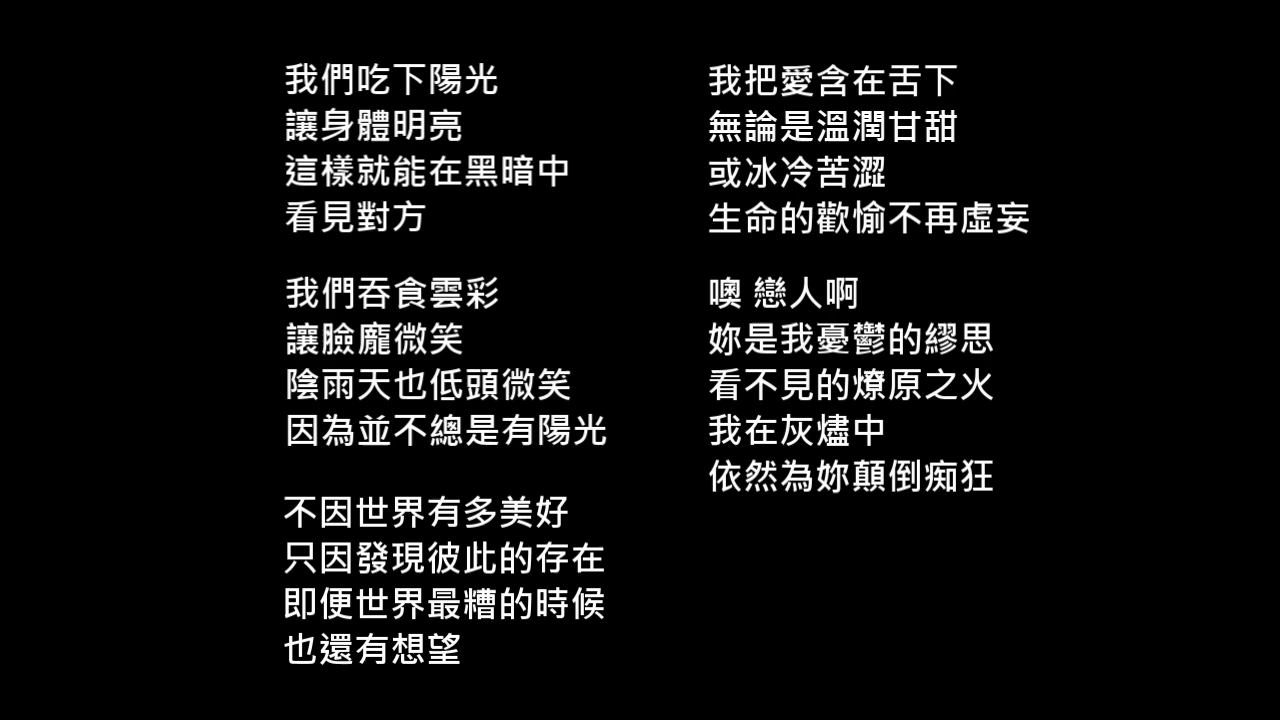 我們吃下陽光
讓身體明亮
這樣就能在黑暗中
看見對方
我們吞食雲彩
讓臉龐微笑
陰雨天也低頭微笑
因為並不總是有陽光
不因世界有多美好
只因發現彼此的存在
即便世界最糟的時候
也還有想望
我把愛含在舌下
無論是溫潤甘甜
或冰冷苦澀
生命的歡愉不再虛妄
噢 戀人啊
妳是我憂鬱的繆思
看不見的燎原之火
我在灰燼中
依然為妳顛倒痴狂